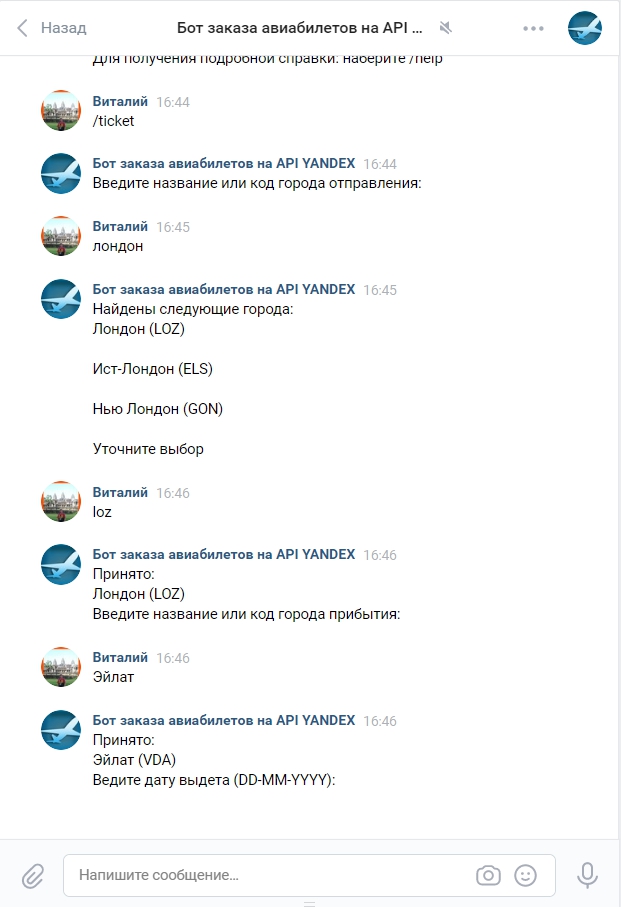 Назад
Бот заказа авиабилетов на API ...
Для получения подробной справки: наберите /help
Виталий 16:44
/ticket
Бот заказа авиабилетов на API YANDEX 16:44
Введите название или код города отправления:
Виталий 16:45
лондон
Бот заказа авиабилетов на API YANDEX 16:45
Найдены следующие города:
Лондон (LOZ)
Ист-Лондон (ELS)
Нью Лондон (GON)
Уточните выбор
Виталий 16:46
loz
Бот заказа авиабилетов на API YANDEX 16:46
Принято:
Лондон (LOZ)
Введите название или код города прибытия:
Виталий 16:46
Эйлат
Бот заказа авиабилетов на API YANDEX 16:46
Принято:
Эйлат (VDA)
Ведите дату выдета (DD-MM-YYYY):
Напишите сообщение...